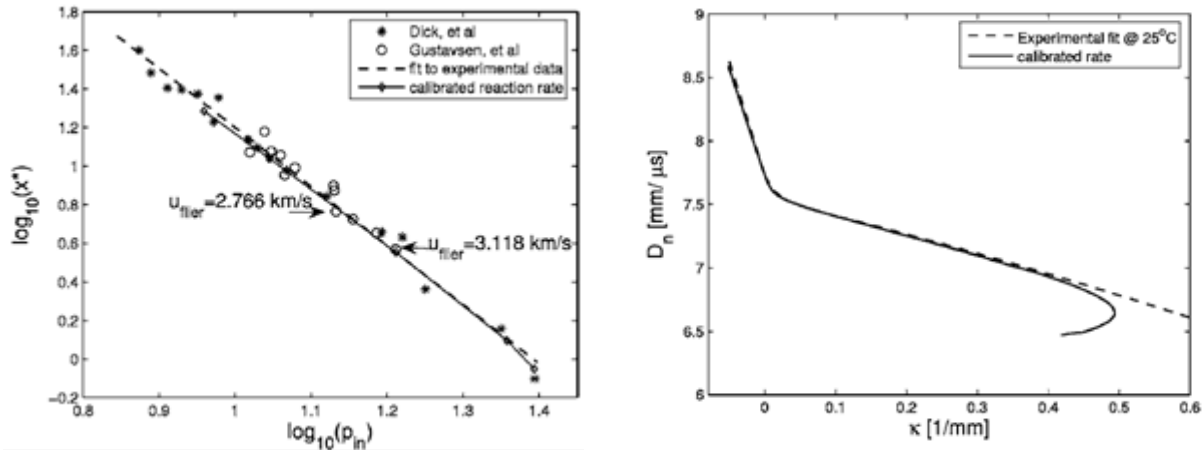 1.8
1.6
1.4
1.2
1
0.8
0.6
0.4
0.2
0
−0.2
log10(x*)
Dick, et al
Gustavsen, et al
fit to experimental data
calibrated reaction rate
uflier=2.766 km/s
uflier=3.118 km/s
0.8 0.9 1 1.1 1.2 1.3 1.4
log10(pin)
9
8.5
8
7.5
7
6.5
6
Dn [mm/ μs]
Experimental fit @ 25°C
calibrated rate
0 0.1 0.2 0.3 0.4 0.5 0.6
κ [1/mm]